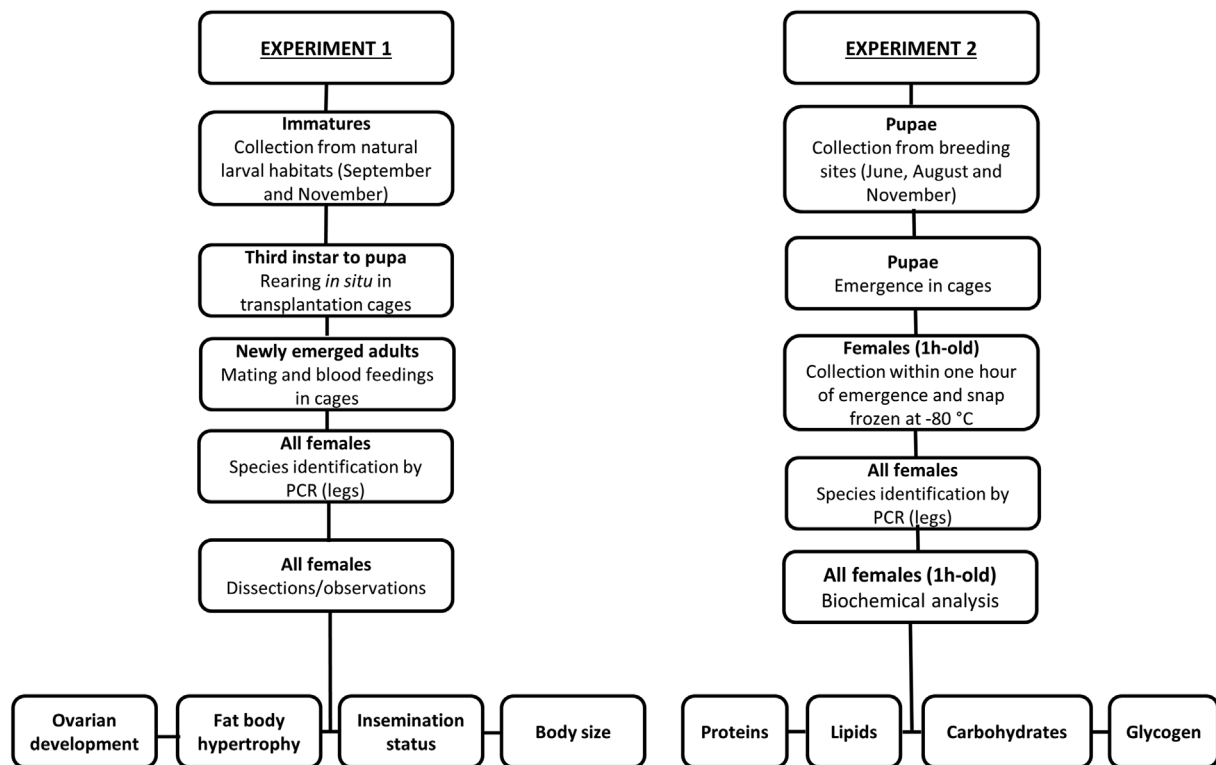 EXPERIMENT 1
Immatures
Collection from natural
larval habitats (September
and November)
Third instar to pupa
Rearing in situ in
transplantation cages
Newly emerged adults
Mating and blood feedings
in cages
All females
Species identification by
PCR (legs)
All females
Dissections/observations
Ovarian
development
Fat body
hypertrophy
Insemination
status
Body size
EXPERIMENT 2
Pupae
Collection from breeding
sites (June, August and
November)
Pupae
Emergence in cages
Females (1h-old)
Collection within one hour
of emergence and snap
frozen at -80 °C
All females
Species identification by
PCR (legs)
All females (1h-old)
Biochemical analysis
Proteins
Lipids
Carbohydrates
Glycogen